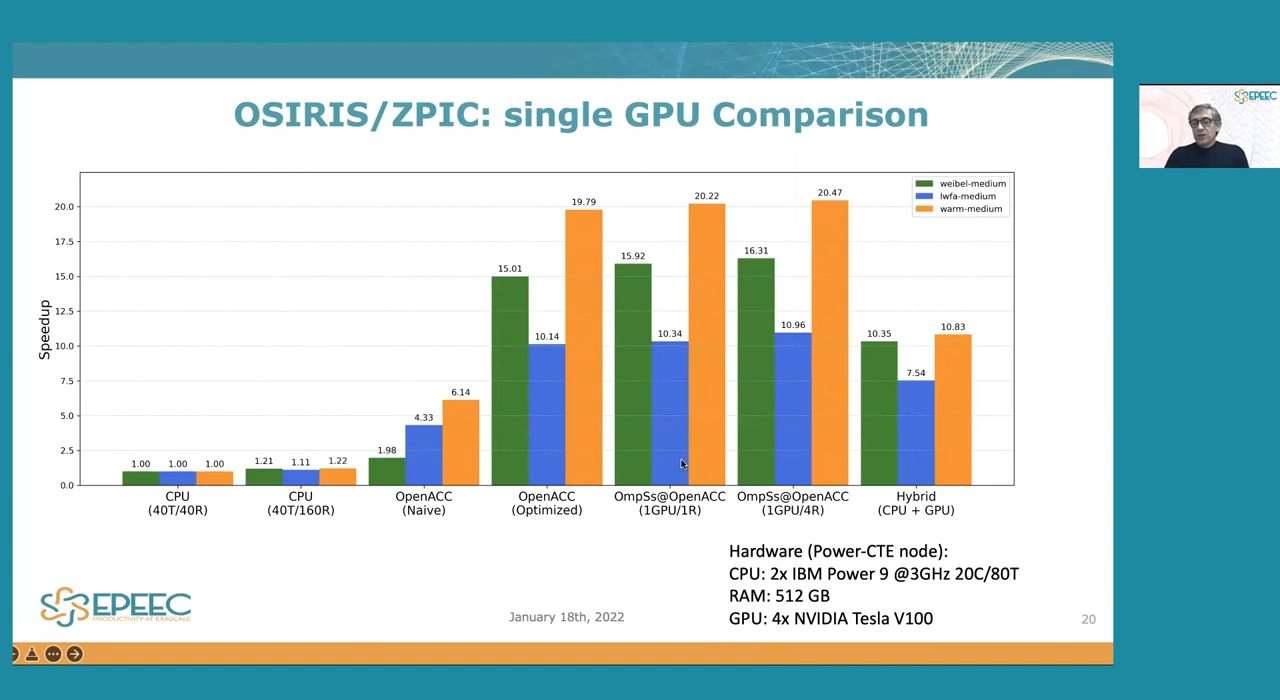 OSIRIS/ZPIC: single GPU Comparison
EPEEC
weibel-medium
lwfa-medium
warm-medium
Speedup
20.0
17.5
15.0
12.5
10.0
7.5
5.0
2.5
0.0
1.00 1.00 1.00
1.21 1.11 1.22
1.98 4.33 6.14
15.01 10.14 19.79
15.92 10.34 20.22
16.31 10.96 20.47
10.35 7.54 10.83
CPU
(40T/40R)
CPU
(40T/160R)
OpenACC
(Naive)
OpenACC
(Optimized)
OmpSs@OpenACC
(1GPU/1R)
OmpSs@OpenACC
(1GPU/4R)
Hybrid
(CPU + GPU)
Hardware (Power-CTE node):
CPU: 2x IBM Power 9 @3GHz 20C/80T
RAM: 512 GB
GPU: 4x NVIDIA Tesla V100
EPEEC
PRODUCTIVITY AT EXASCALE
January 18th, 2022
20